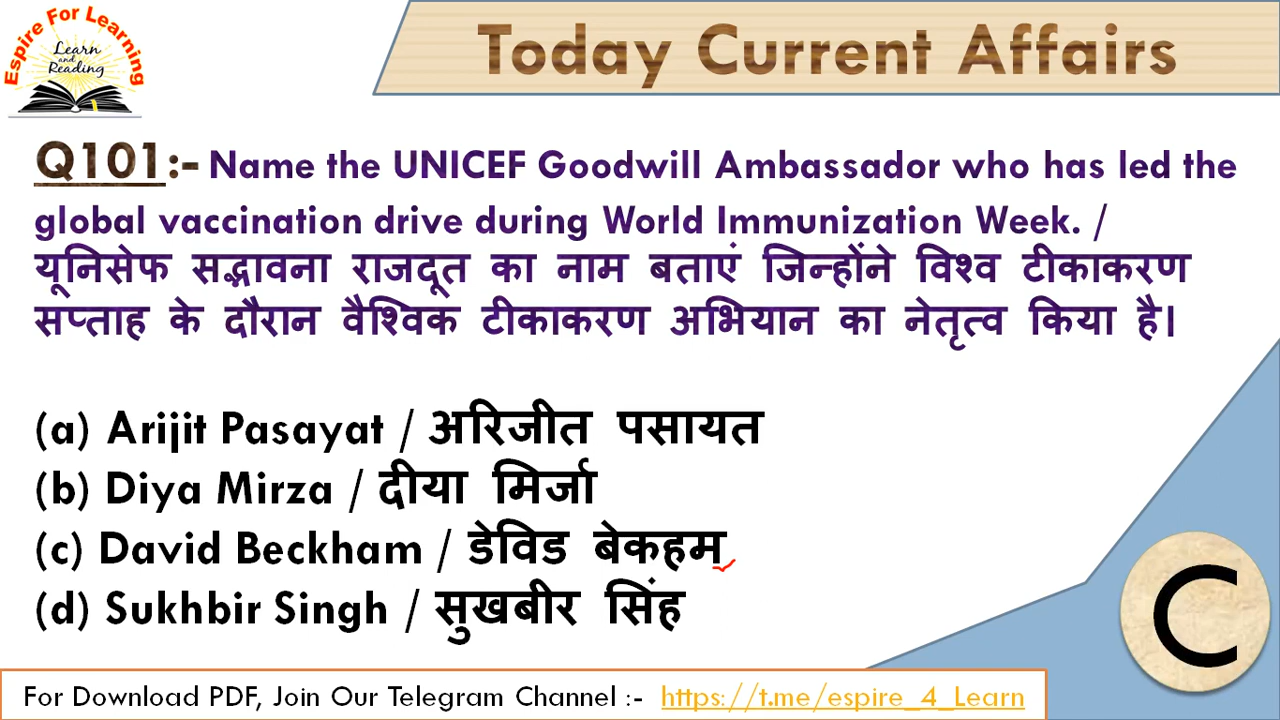 Espire For Learning
Learn
and
Reading
Today Current Affairs
Q101:- Name the UNICEF Goodwill Ambassador who has led the
global vaccination drive during World Immunization Week. /
यूनिसेफ सद्भावना राजदूत का नाम बताएं जिन्होंने विश्व टीकाकरण
सप्ताह के दौरान वैश्विक टीकाकरण अभियान का नेतृत्व किया है।
(a) Arijit Pasayat / अरिजीत पसायत
(b) Diya Mirza / दीया मिर्जा
(c) David Beckham / डेविड बेकहम
(d) Sukhbir Singh / सुखबीर सिंह
C
For Download PDF, Join Our Telegram Channel :- https://t.me/espire_4_Learn